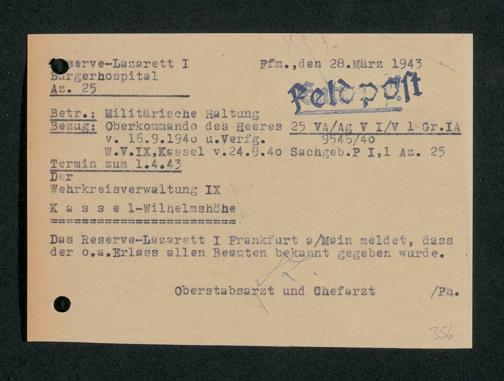 Reserve-Lazarett I Ffm.,den 28.März 1943
Bürgerhospital
Az. 25
Feldpost
Betr.: Militärische Haltung
Bezug: Oberkommando des Heeres 25 VA/Ag V I/V 1 Gr.IA
v. 16.9.1940 u.Verfg. 9546/40
W.V.IX,Kassel v.24.9.40 Sachgeb.P I,1 Az. 25
Termin zum 1.4.43
Der
Wehrkreisverwaltung IX
K a s s e l-Wilhelmshöhe
========================
Das Reserve-Lazarett I Frankfurt a/Main meldet, dass
der o.a.Erlass allen Beamten bekannt gegeben wurde.
Oberstabsarzt und Chefarzt /Ph.
356